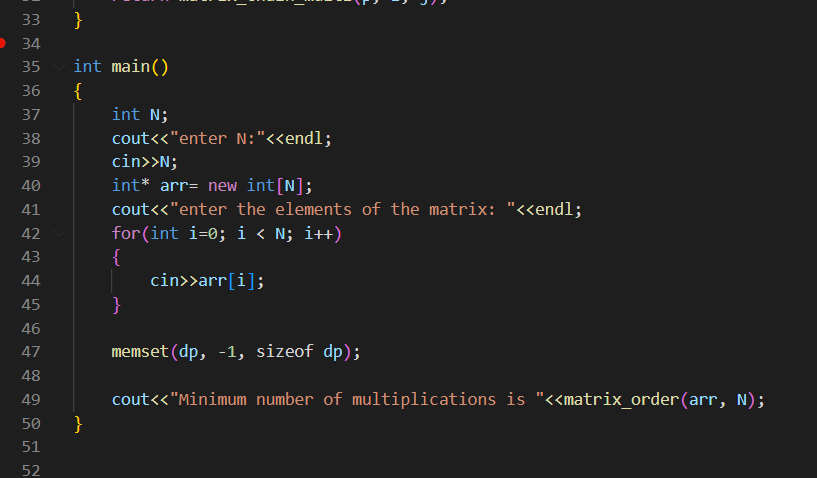 33 }
34
35 int main()
36 {
37 int N;
38 cout<<"enter N:"<<endl;
39 cin>>N;
40 int* arr= new int[N];
41 cout<<"enter the elements of the matrix: "<<endl;
42 for(int i=0; i < N; i++)
43 {
44 cin>>arr[i];
45 }
46
47 memset(dp, -1, sizeof dp);
48
49 cout<<"Minimum number of multiplications is "<<matrix_order(arr, N);
50 }
51
52